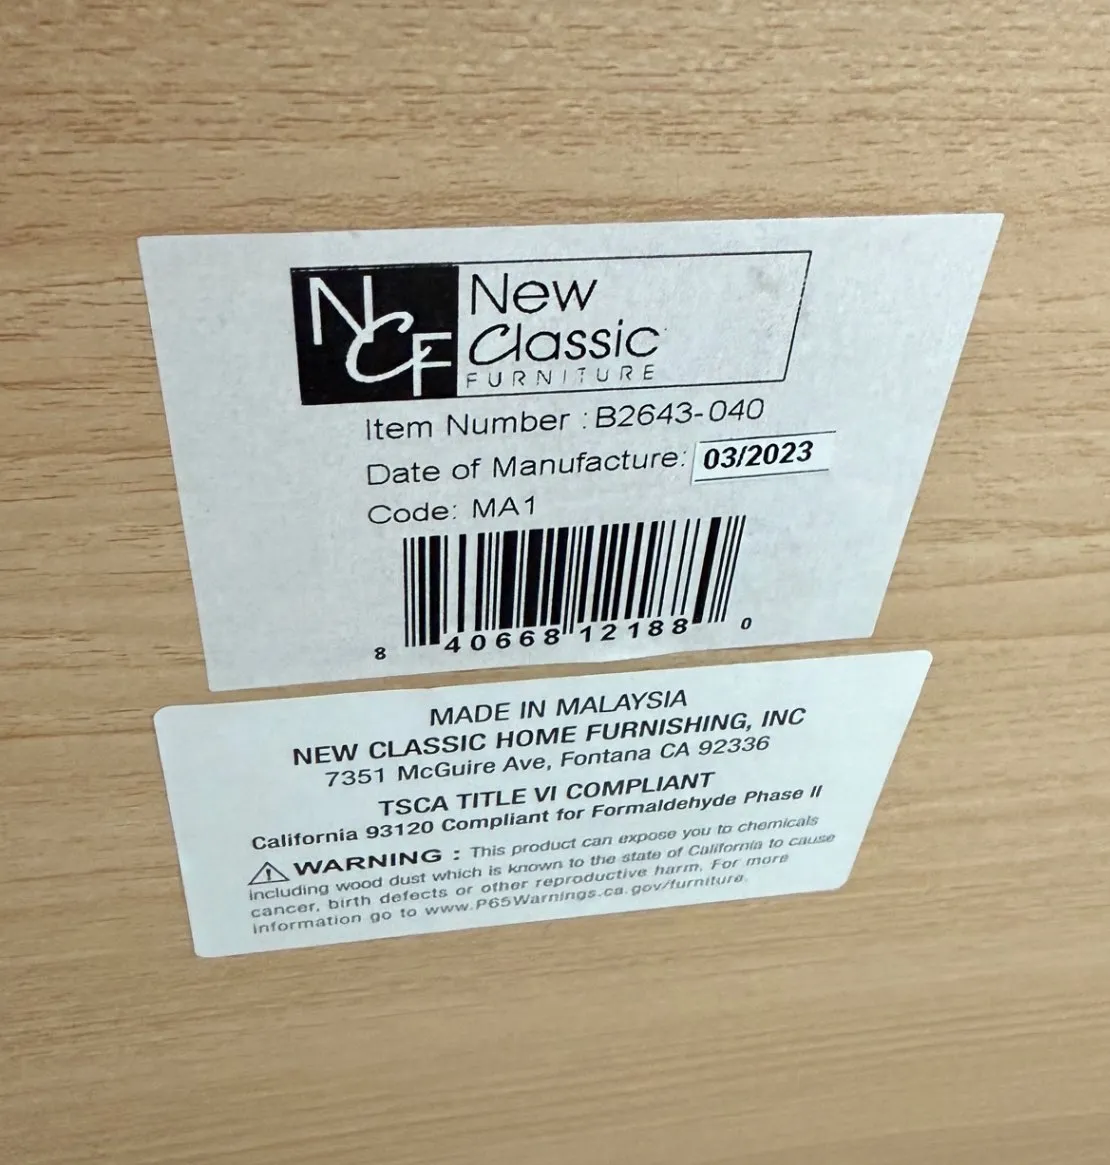 NCF
New
Classic
FURNITURE
Item Number : B2643-040
Date of Manufacture: 03/2023
Code: MA1
8 40668 12188 0
MADE IN MALAYSIA
NEW CLASSIC HOME FURNISHING, INC
7351 McGuire Ave, Fontana CA 92336
TSCA TITLE VI COMPLIANT
California 93120 Compliant for Formaldehyde Phase II
⚠ WARNING : This product can expose you to chemicals
including wood dust which is known to the state of California to cause
cancer, birth defects or other reproductive harm. For more
information go to www.P65Warnings.ca.gov/furniture.